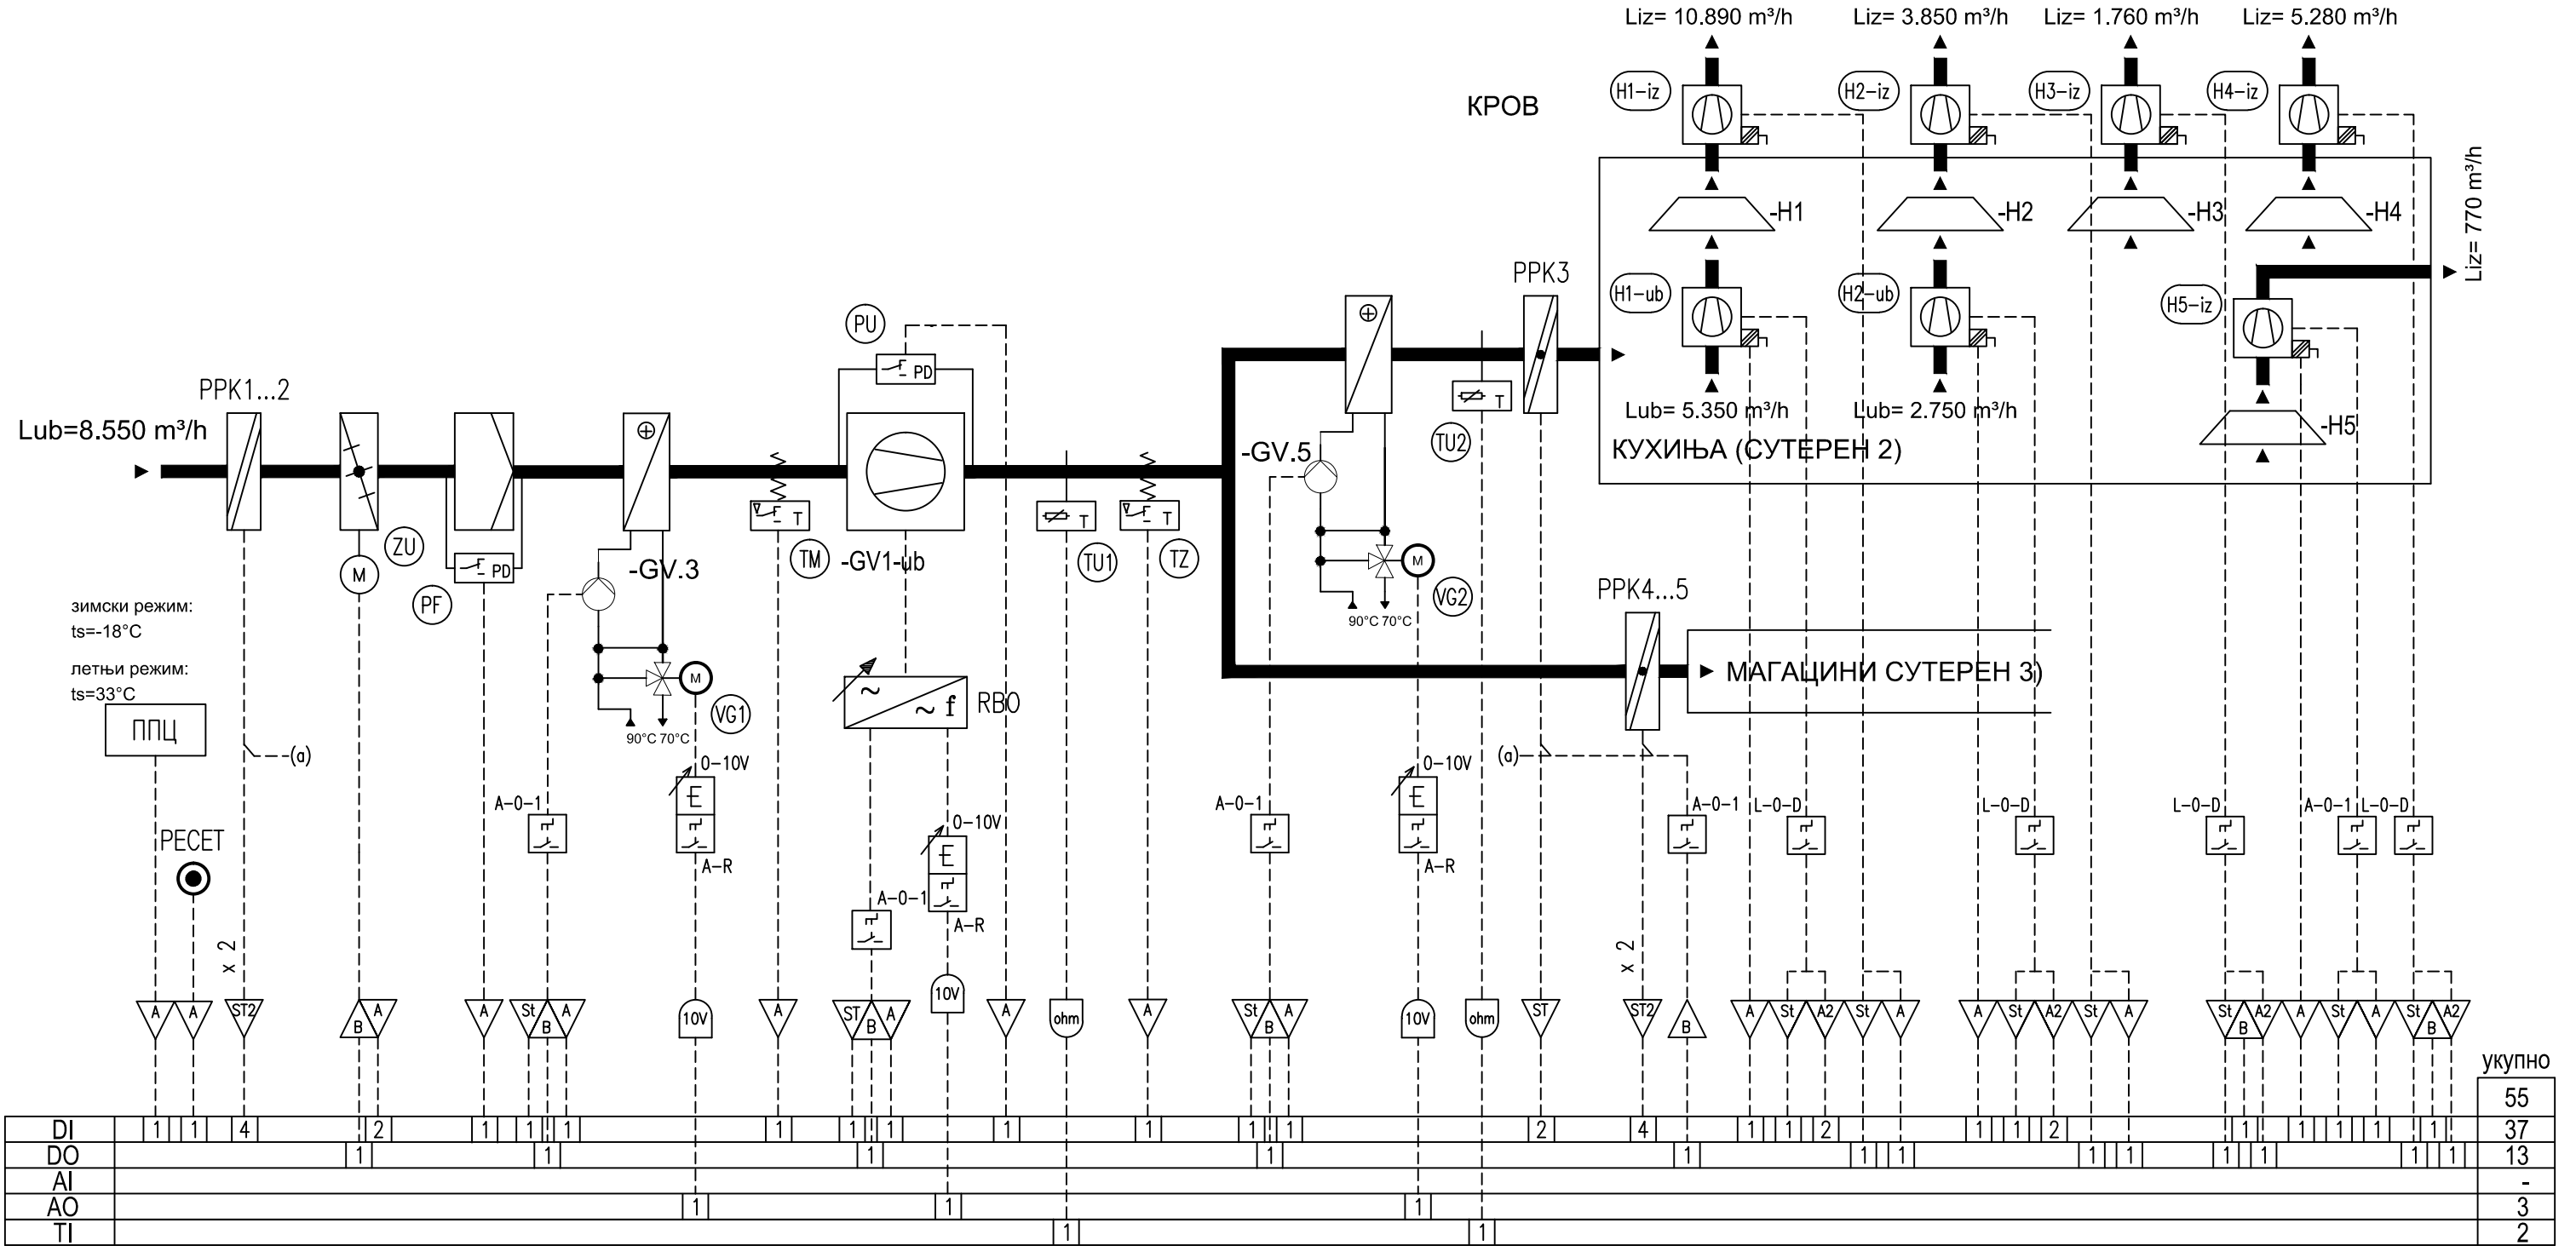 Liz= 10.890 m³/h Liz= 3.850 m³/h Liz= 1.760 m³/h Liz= 5.280 m³/h
H1-iz H2-iz H3-iz H4-iz
КРОВ
Liz= 770 m³/h
-H1 -H2 -H3 -H4
PPK3
H1-ub H2-ub H5-iz
PU
PD
PPK1...2
T
Lub= 5.350 m³/h Lub= 2.750 m³/h
Lub=8.550 m³/h
-H5
-GV.5 TU2 КУХИЊА (СУТЕРЕН 2)
T T T
ZU TM -GV1-ub TU1 TZ M
M PD -GV.3
PF VG2 PPK4...5
зимски режим:
ts=-18°C
90°C 70°C
летњи режим:
ts=33°C
M МАГАЦИНИ СУТЕРЕН 3)
~ ~ f RBO
VG1
ППЦ 90°C 70°C
(a) (a)
0-10V 0-10V
E E
A-0-1 A-0-1 A-0-1 L-0-D L-0-D L-0-D A-0-1 L-0-D
0-10V
РЕСЕТ E
A-R A-R
A-0-1
A-R
x 2 x 2
10V
A A ST2 A A St A A ST A A A St A ST ST2 A St A2 St A A St A2 St A St A2 A St A St A2
B B 10V B ohm B 10V ohm B B B
укупно
55
DI 1 1 4 2 1 1 1 1 1 1 1 1 1 1 2 4 1 1 2 1 1 2 1 1 1 1 1 37
DO 1 1 1 1 1 1 1 1 1 1 1 1 1 13
AI -
AO 1 1 1 3
TI 1 1 2